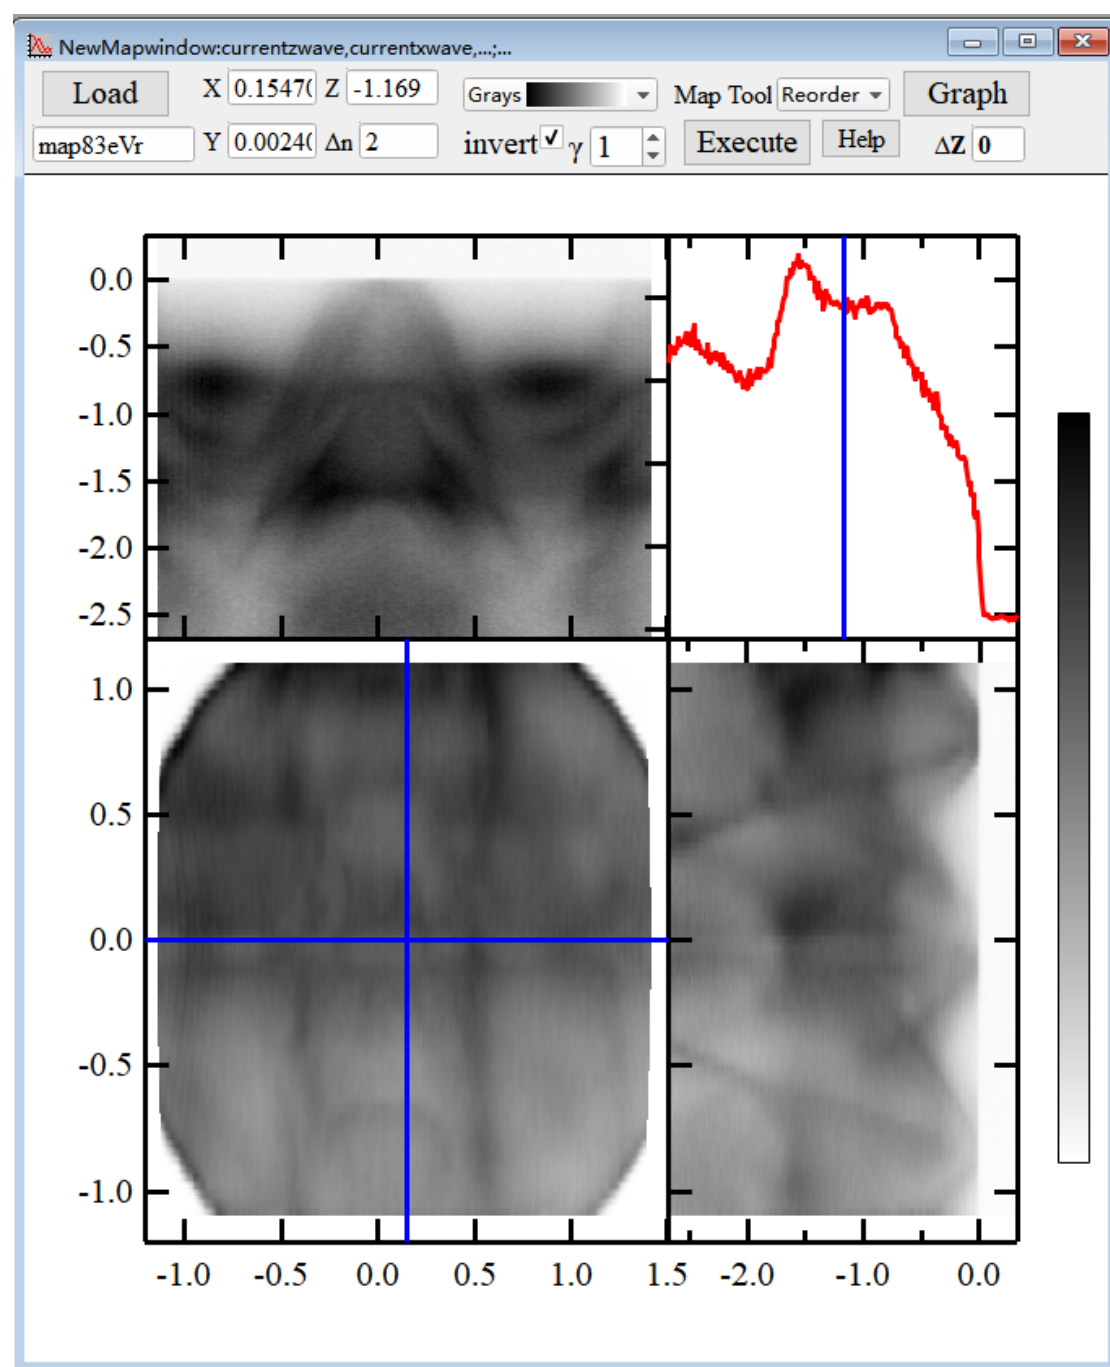 NewMapwindow:currentzwave,currentxwave,...;...
Load X 0.1547( Z -1.169 Grays Map Tool Reorder Graph
map83eVr Y 0.0024( Δn 2 invert γ 1 Execute Help ΔZ 0
0.0
-0.5
-1.0
-1.5
-2.0
-2.5
1.0
0.5
0.0
-0.5
-1.0
-1.0 -0.5 0.0 0.5 1.0 1.5 -2.0 -1.0 0.0